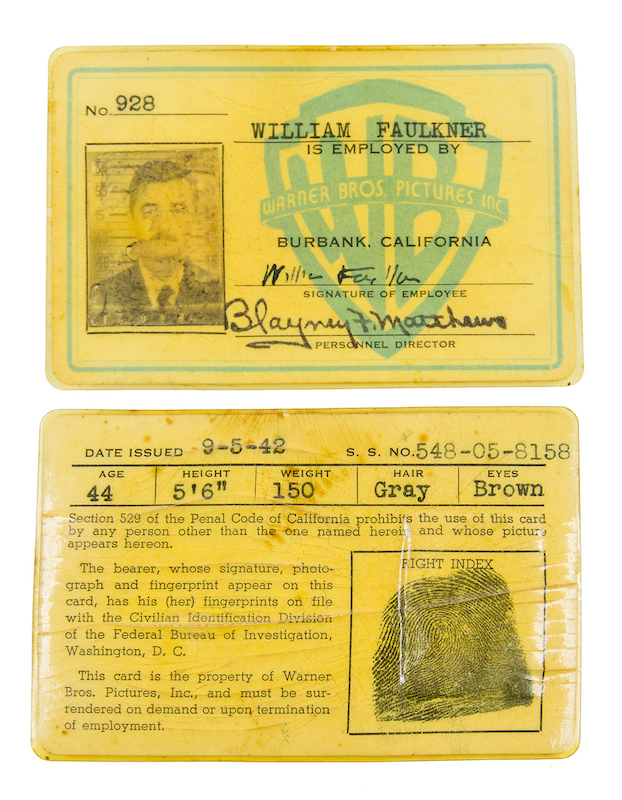 No. 928
WILLIAM FAULKNER
IS EMPLOYED BY
WB
WARNER BROS. PICTURES INC
BURBANK, CALIFORNIA
William Faulkner
SIGNATURE OF EMPLOYEE
Blayney F. Matthews
PERSONNEL DIRECTOR
DATE ISSUED 9-5-42 S. S. NO. 548-05-8158
AGE HEIGHT WEIGHT HAIR EYES
44 5'6" 150 Gray Brown
Section 529 of the Penal Code of California prohibits the use of this card
by any person other than the one named herein and whose picture
appears hereon.
The bearer, whose signature, photo-
graph and fingerprint appear on this
card, has his (her) fingerprints on file
with the Civilian Identification Division
of the Federal Bureau of Investigation,
Washington, D. C.
This card is the property of Warner
Bros. Pictures, Inc., and must be sur-
rendered on demand or upon termination
of employment.
RIGHT INDEX